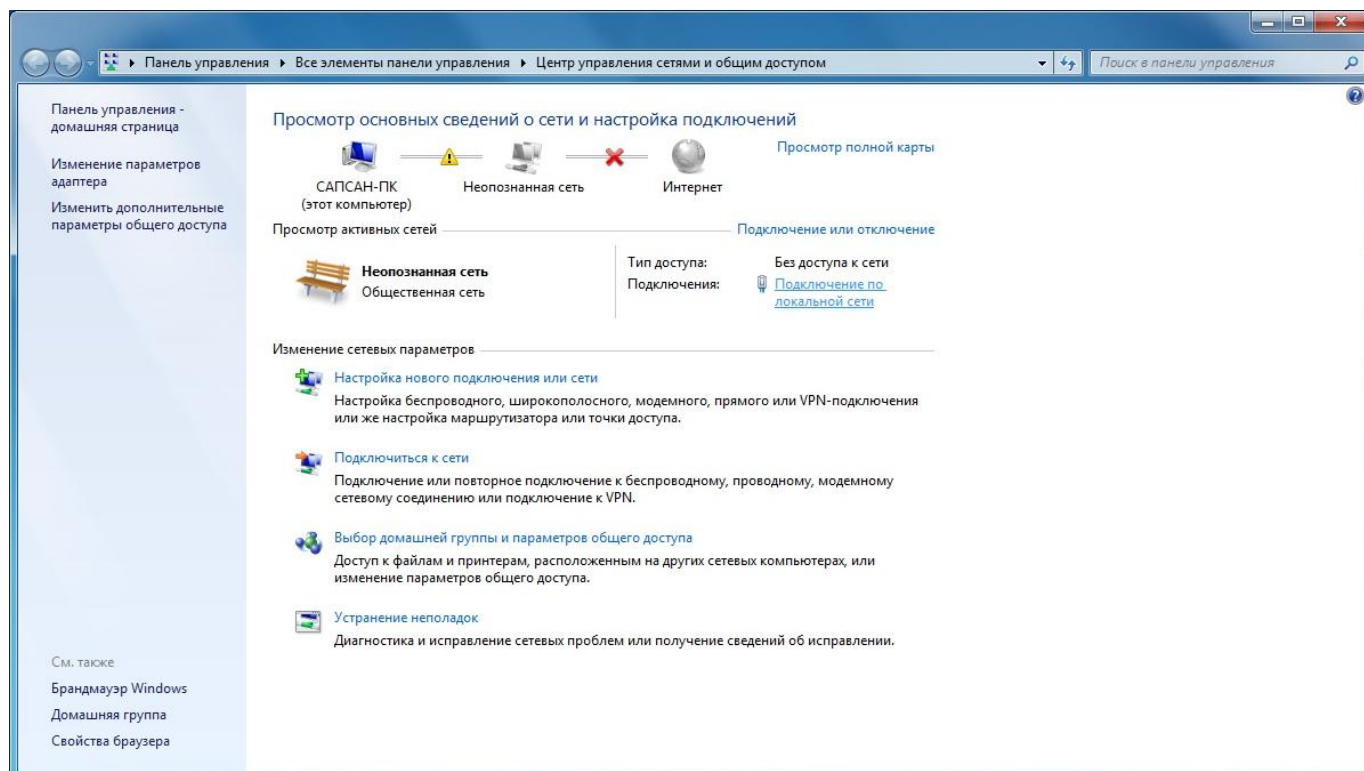 Панель управления ▸ Все элементы панели управления ▸ Центр управления сетями и общим доступом
Поиск в панели управления
Панель управления -
домашняя страница
Изменение параметров
адаптера
Изменить дополнительные
параметры общего доступа
См. также
Брандмауэр Windows
Домашняя группа
Свойства браузера
Просмотр основных сведений о сети и настройка подключений
Просмотр полной карты
САПСАН-ПК
(этот компьютер)
Неопознанная сеть
Интернет
Просмотр активных сетей
Подключение или отключение
Неопознанная сеть
Общественная сеть
Тип доступа: Без доступа к сети
Подключения: Подключение по
локальной сети
Изменение сетевых параметров
Настройка нового подключения или сети
Настройка беспроводного, широкополосного, модемного, прямого или VPN-подключения
или же настройка маршрутизатора или точки доступа.
Подключиться к сети
Подключение или повторное подключение к беспроводному, проводному, модемному
сетевому соединению или подключение к VPN.
Выбор домашней группы и параметров общего доступа
Доступ к файлам и принтерам, расположенным на других сетевых компьютерах, или
изменение параметров общего доступа.
Устранение неполадок
Диагностика и исправление сетевых проблем или получение сведений об исправлении.